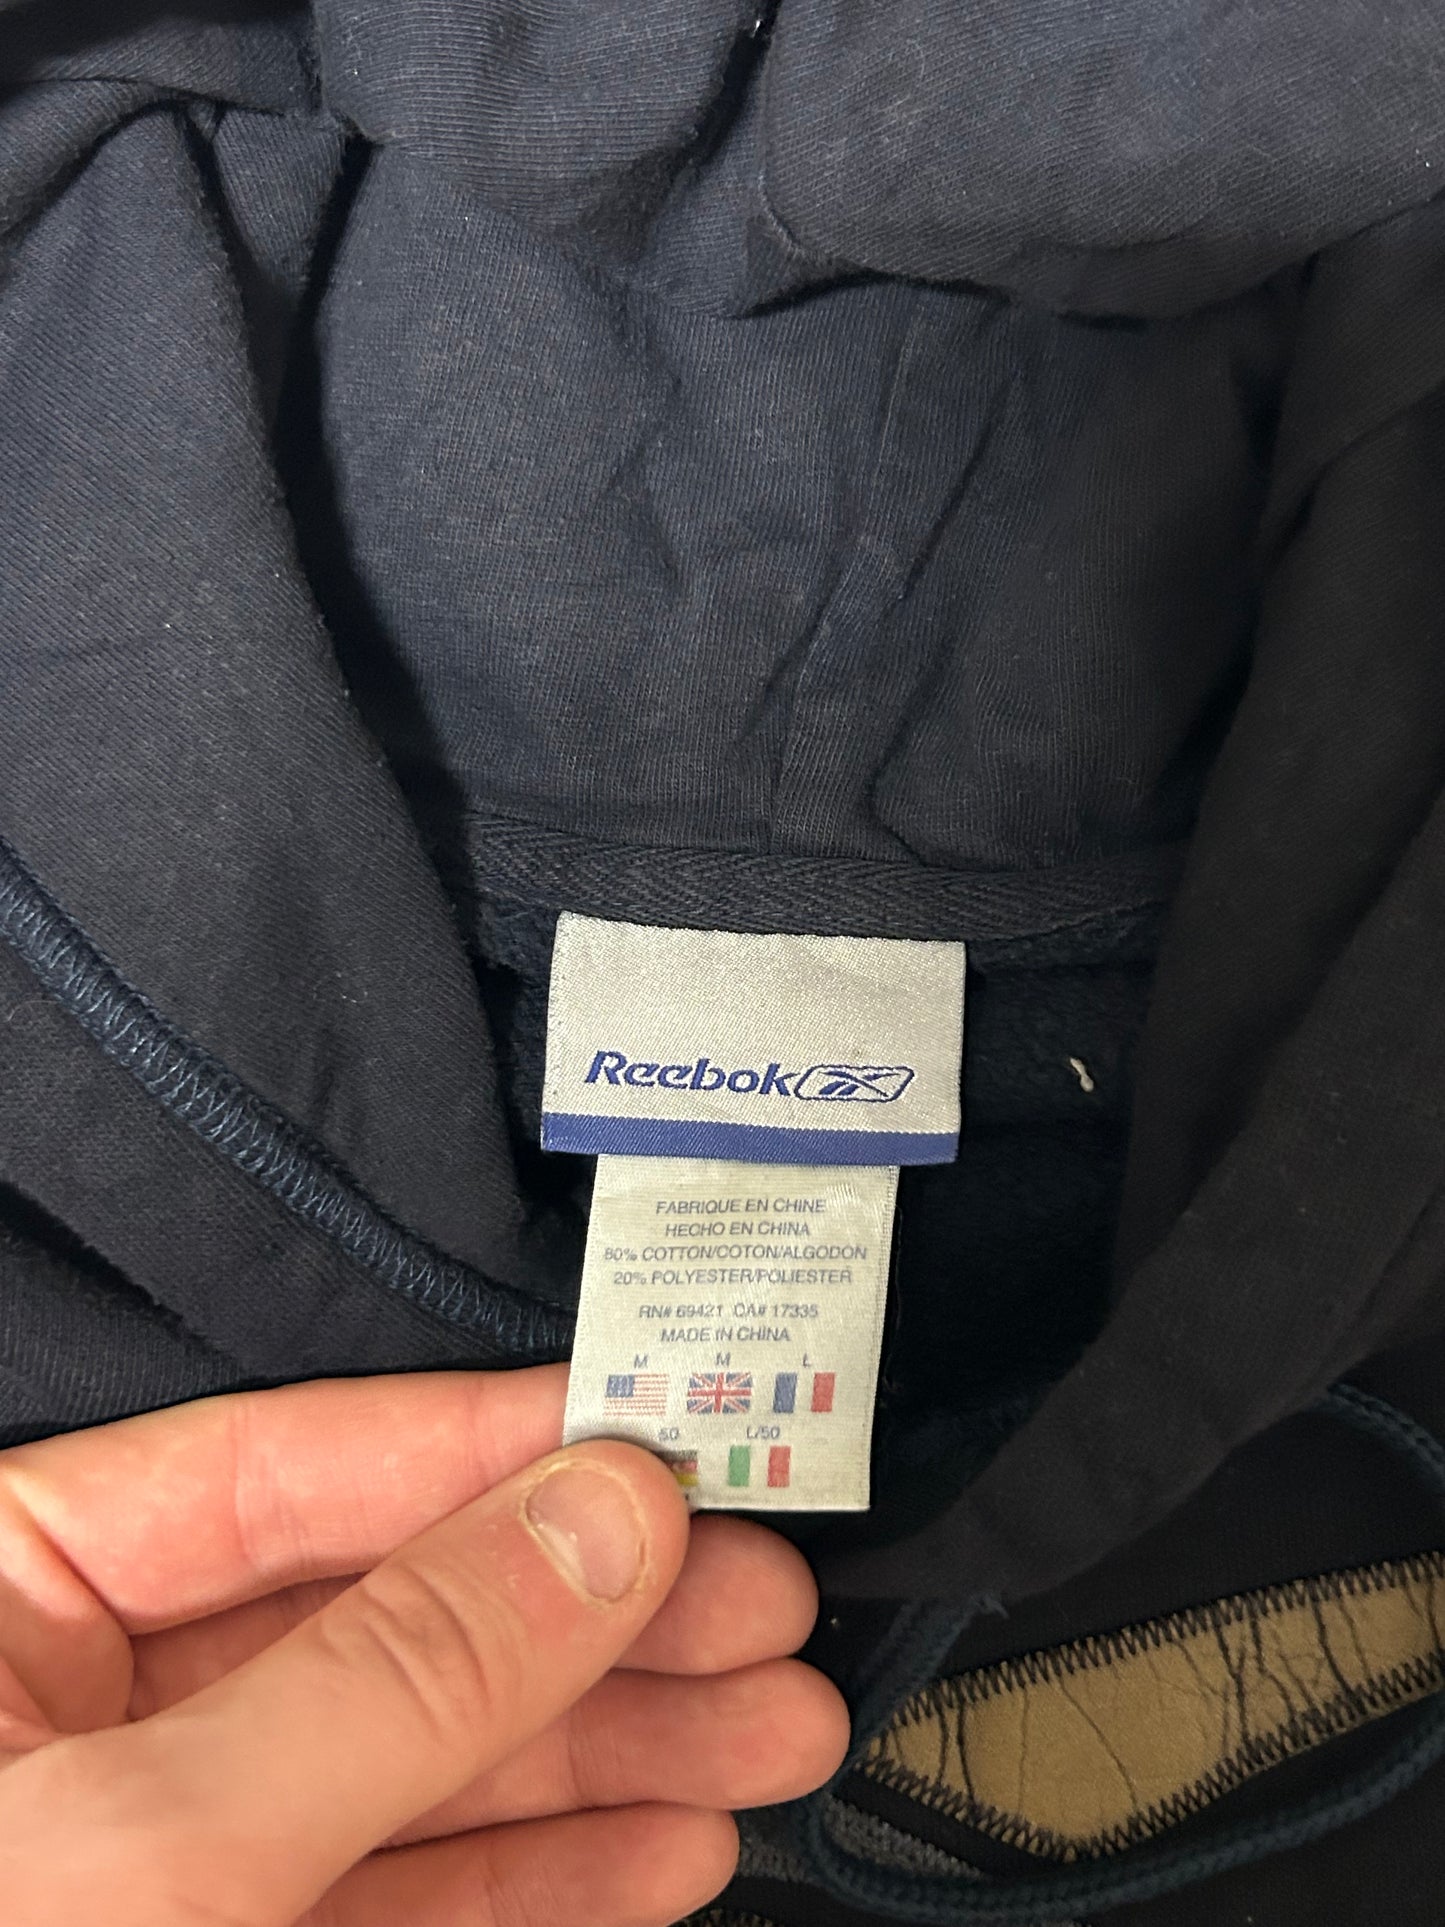 Reebok
FABRIQUE EN CHINE
HECHO EN CHINA
80% COTTON/COTON/ALGODON
20% POLYESTER/POLIESTER
RN# 69421 CA# 17335
MADE IN CHINA
M M L
50 L/50